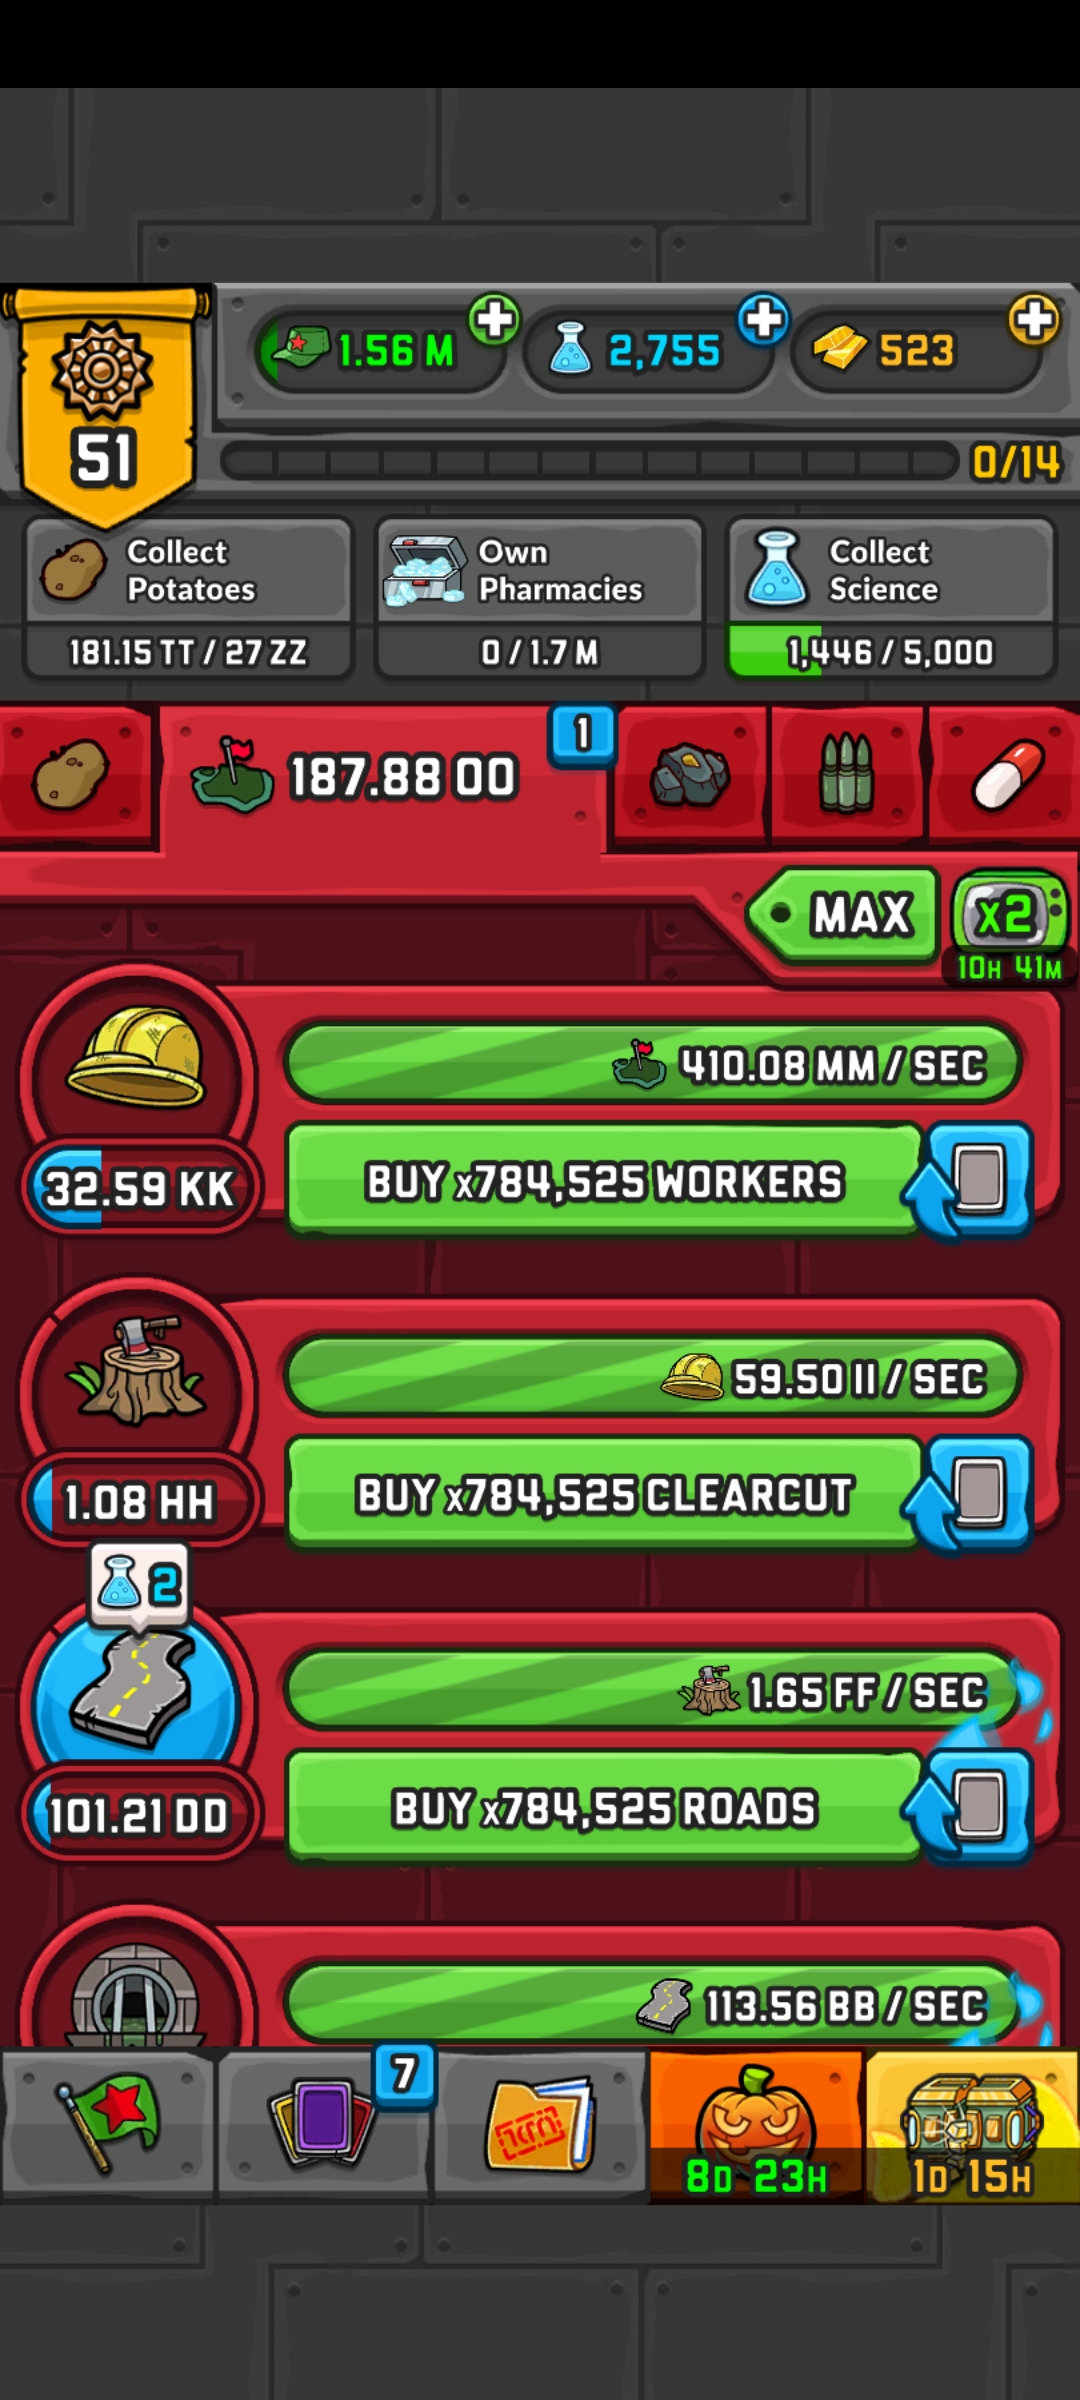 51
1.56 M
2,755
523
0/14
Collect
Potatoes
181.15 TT / 27 ZZ
Own
Pharmacies
0 / 1.7 M
Collect
Science
1,446 / 5,000
187.88 OO
1
MAX
x2
10H 41M
410.08 MM / SEC
32.59 KK
BUY x784,525 WORKERS
59.50 II / SEC
1.08 HH
BUY x784,525 CLEARCUT
2
1.65 FF / SEC
101.21 DD
BUY x784,525 ROADS
113.56 BB / SEC
7
8D 23H
1D 15H